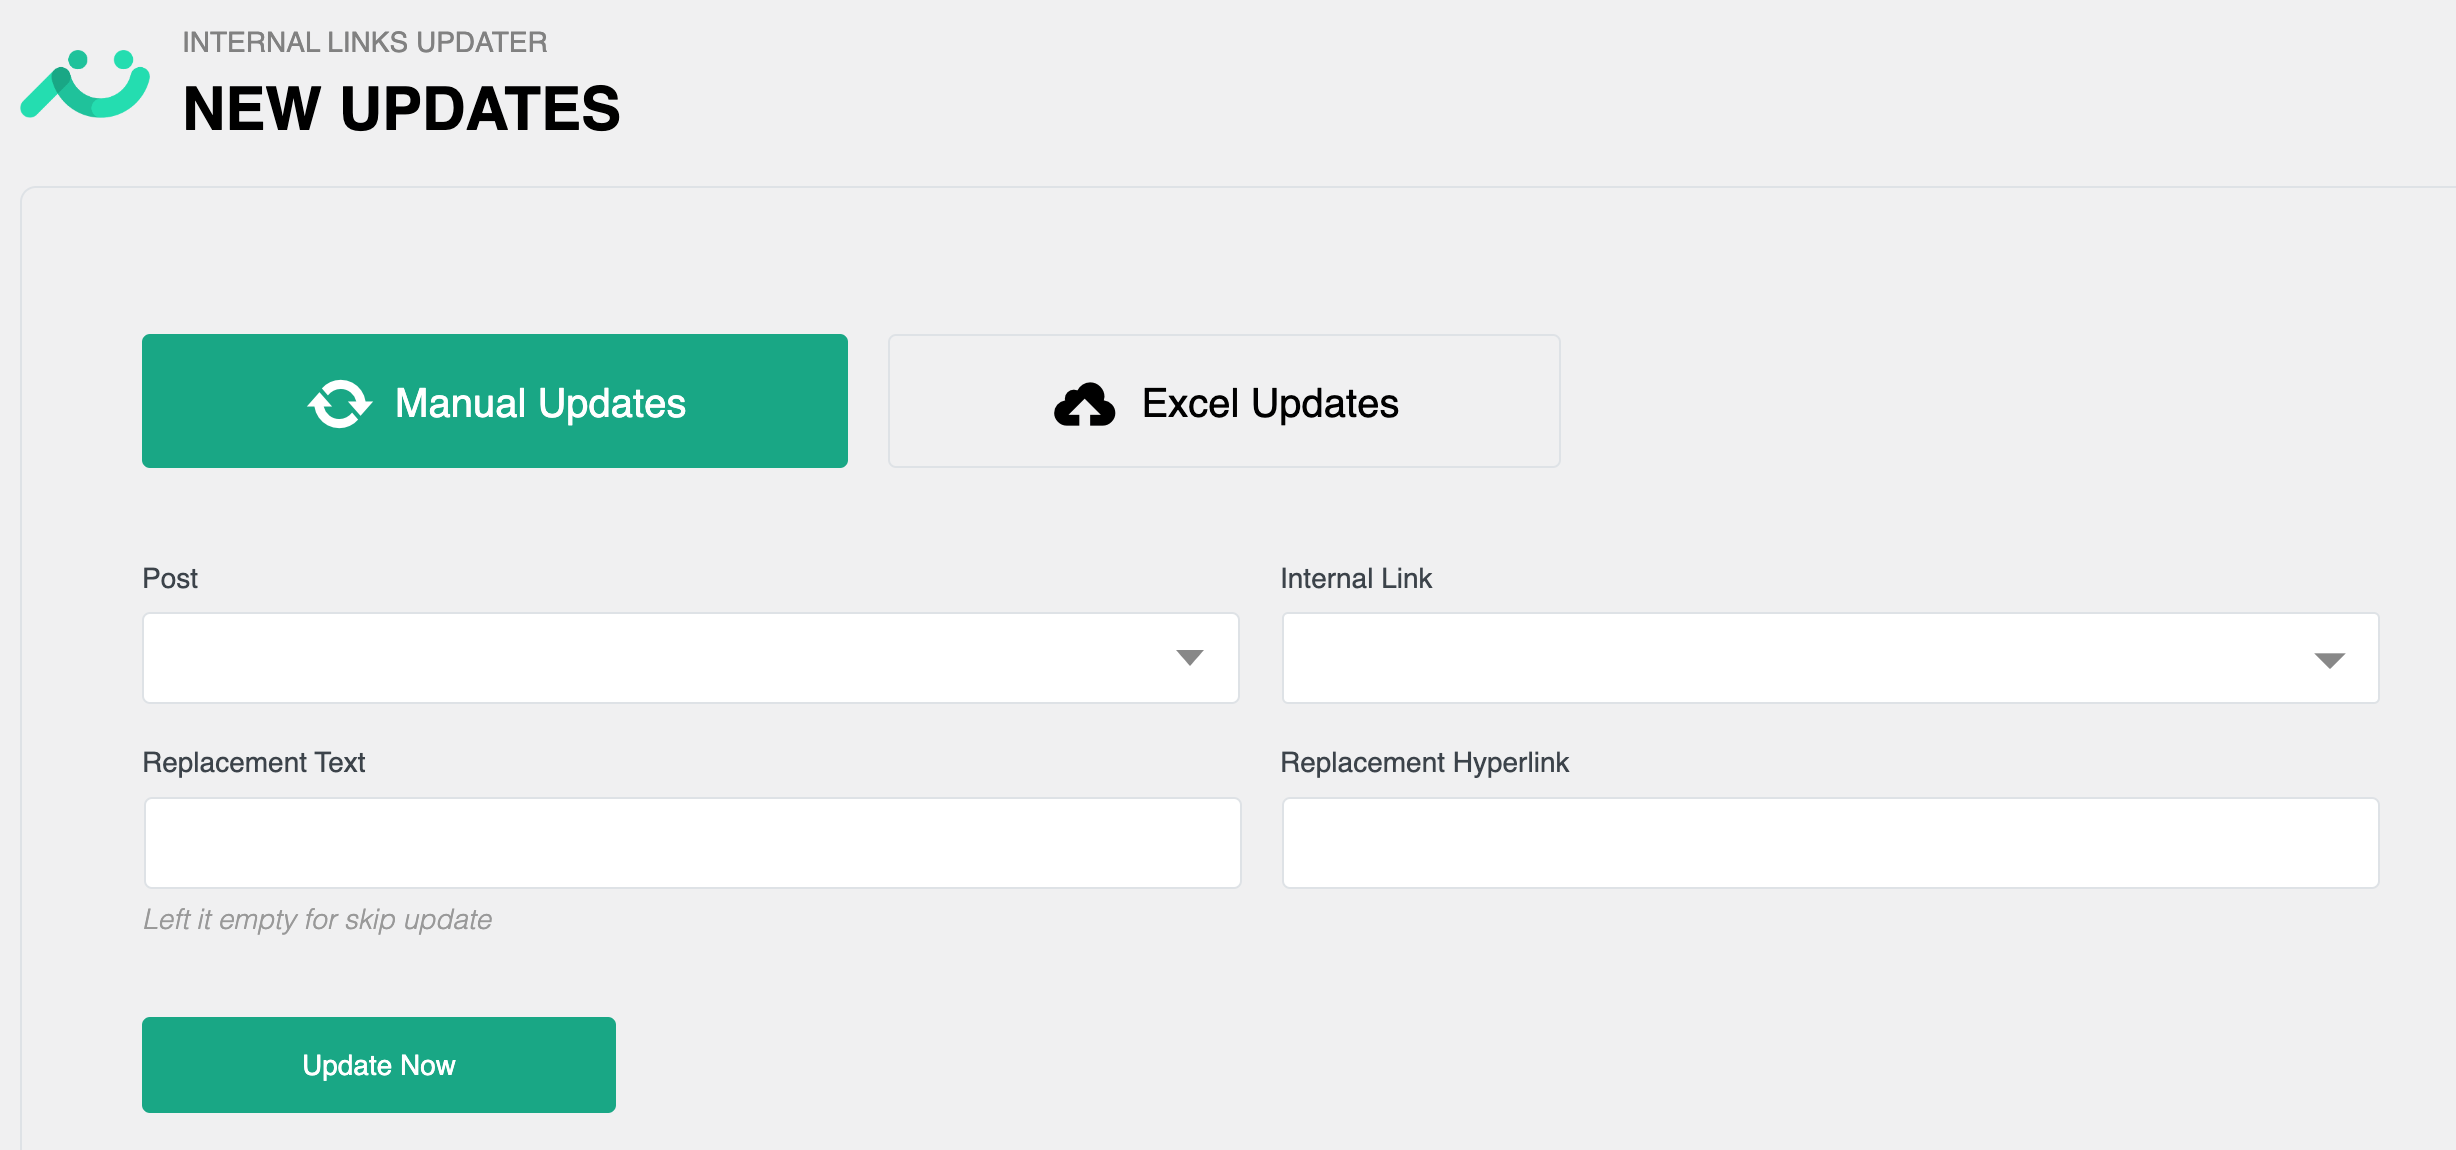 INTERNAL LINKS UPDATER
NEW UPDATES
Manual Updates
Excel Updates
Post
Internal Link
Replacement Text
Replacement Hyperlink
Left it empty for skip update
Update Now